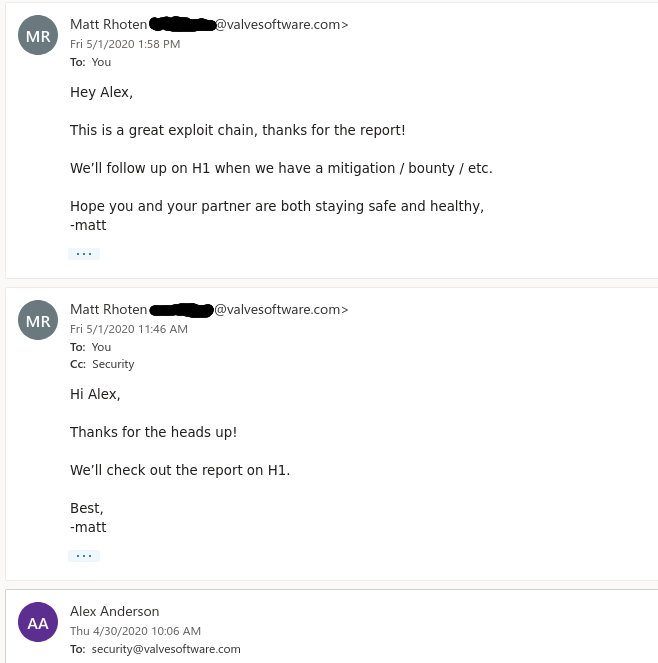 MR
Matt Rhoten @valvesoftware.com>
Fri 5/1/2020 1:58 PM
To: You
Hey Alex,
This is a great exploit chain, thanks for the report!
We’ll follow up on H1 when we have a mitigation / bounty / etc.
Hope you and your partner are both staying safe and healthy,
-matt
...
MR
Matt Rhoten @valvesoftware.com>
Fri 5/1/2020 11:46 AM
To: You
Cc: Security
Hi Alex,
Thanks for the heads up!
We’ll check out the report on H1.
Best,
-matt
...
AA
Alex Anderson
Thu 4/30/2020 10:06 AM
To: security@valvesoftware.com